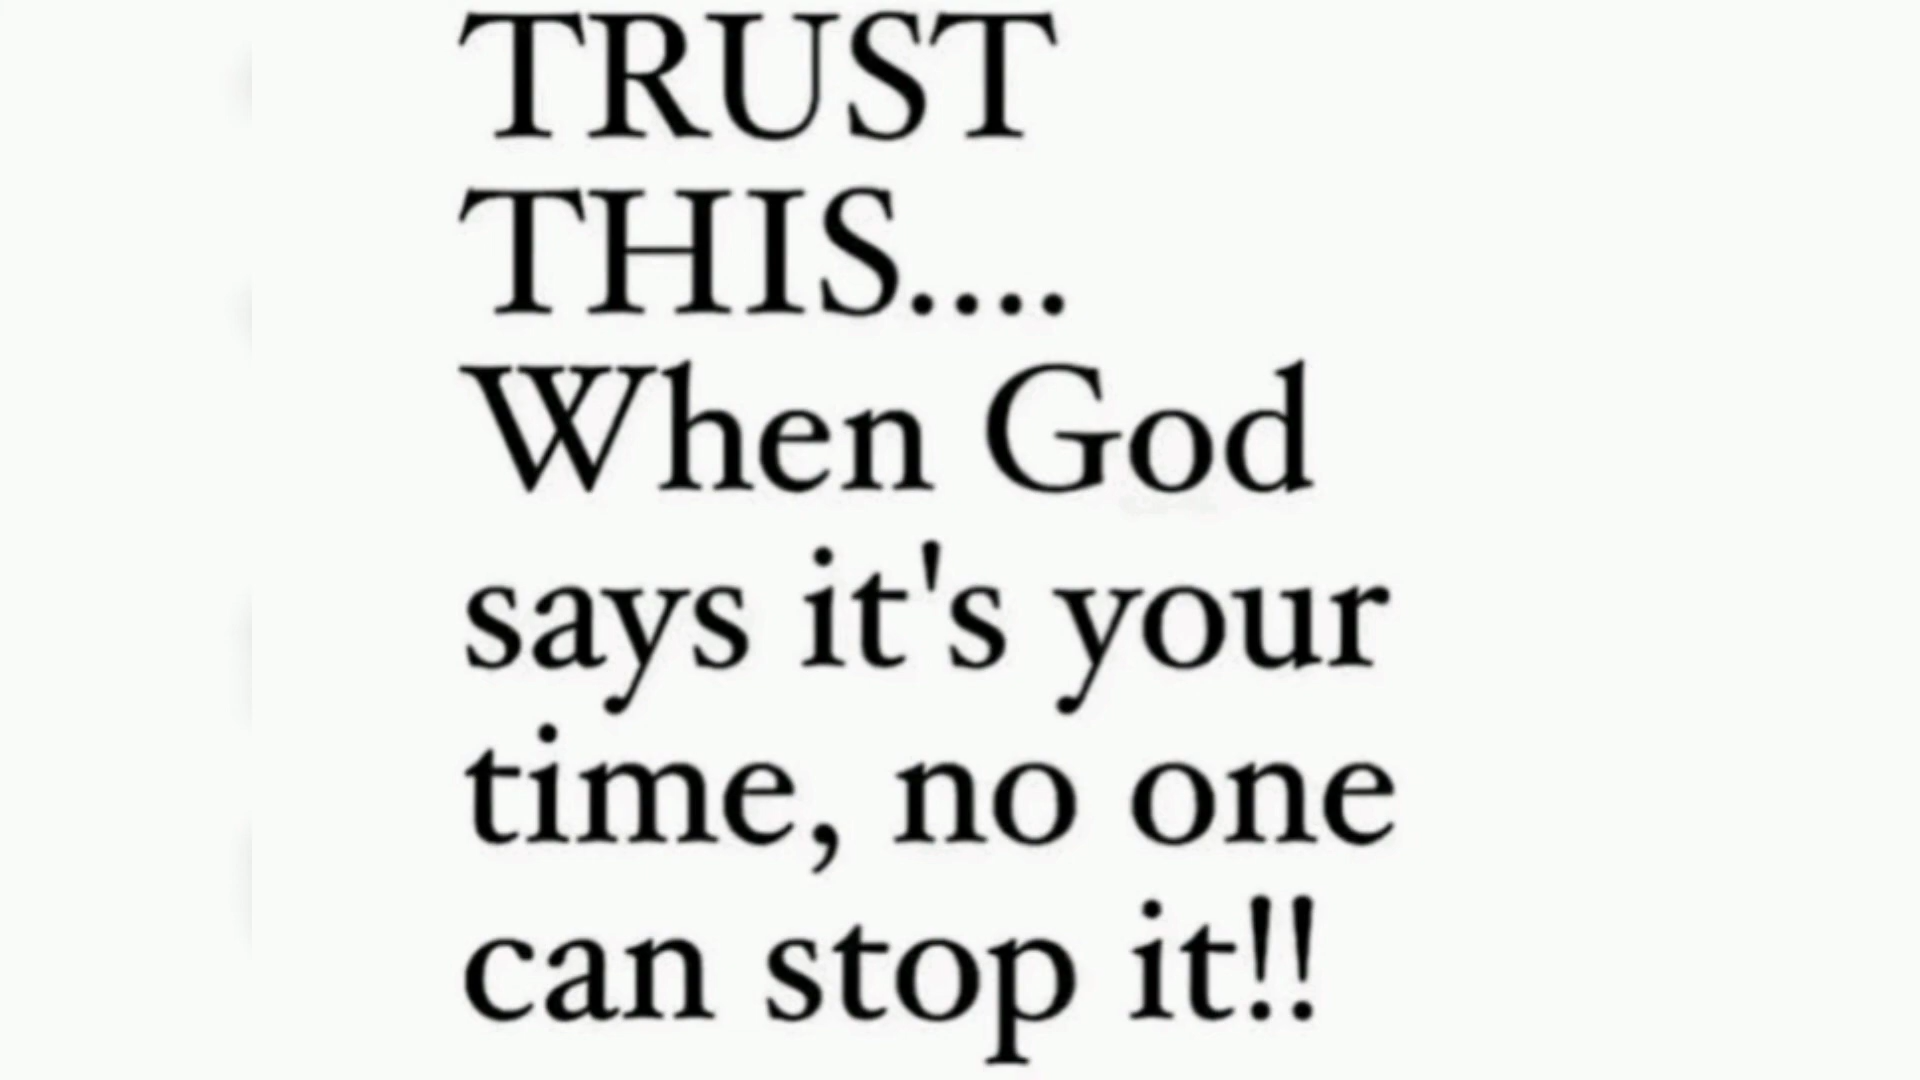 TRUST
THIS....
When God
says it's your
time, no one
can stop it!!